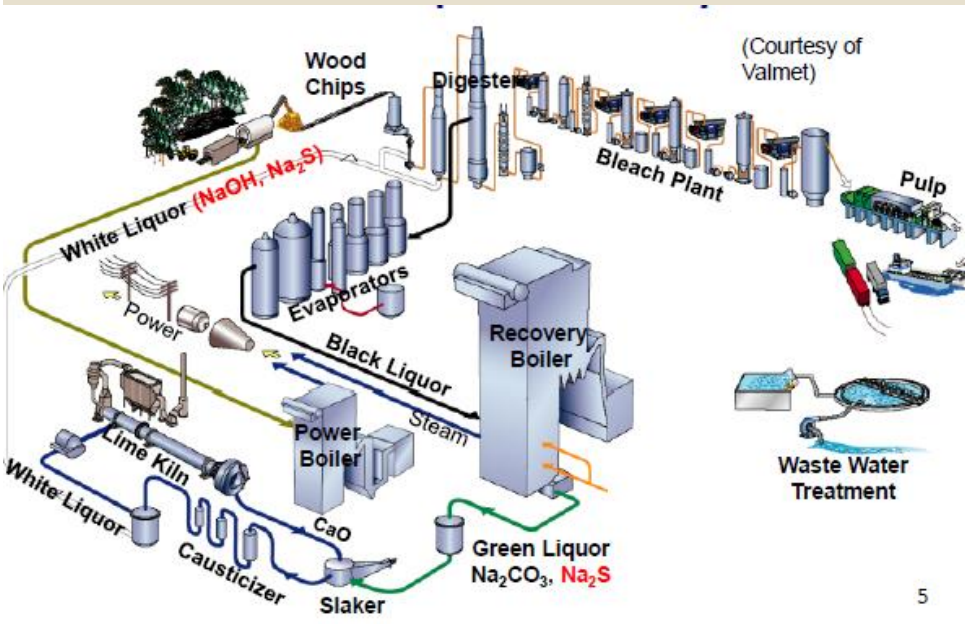 (Courtesy of
Valmet)
Wood
Chips
Digesters
Bleach Plant
Pulp
White Liquor (NaOH, Na₂S)
Evaporators
Power
Black Liquor
Recovery
Boiler
Steam
Power
Boiler
Lime Kiln
White Liquor
CaO
Causticizer
Slaker
Green Liquor
Na₂CO₃, Na₂S
Waste Water
Treatment
5